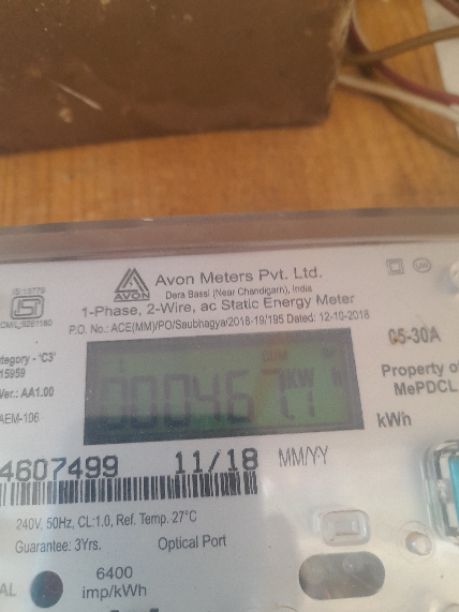 Avon Meters Pvt. Ltd.
AVON
Dera Bassi (Near Chandigarh), India
1-Phase, 2-Wire, ac Static Energy Meter
P.O. No.: ACE(MM)/PO/Saubhagya/2018-19/195 Dated: 12-10-2018
IS 13779
ISI
tegory - 'C3'
15959
Ver.: AA1.00
AEM-106
CUM
KW h
-30A
Property of
MePDCL
kWh
4607499 11/18 MM/YY
240V, 50Hz, CL:1.0, Ref. Temp. 27°C
Guarantee: 3Yrs. Optical Port
AL
6400
imp/kWh